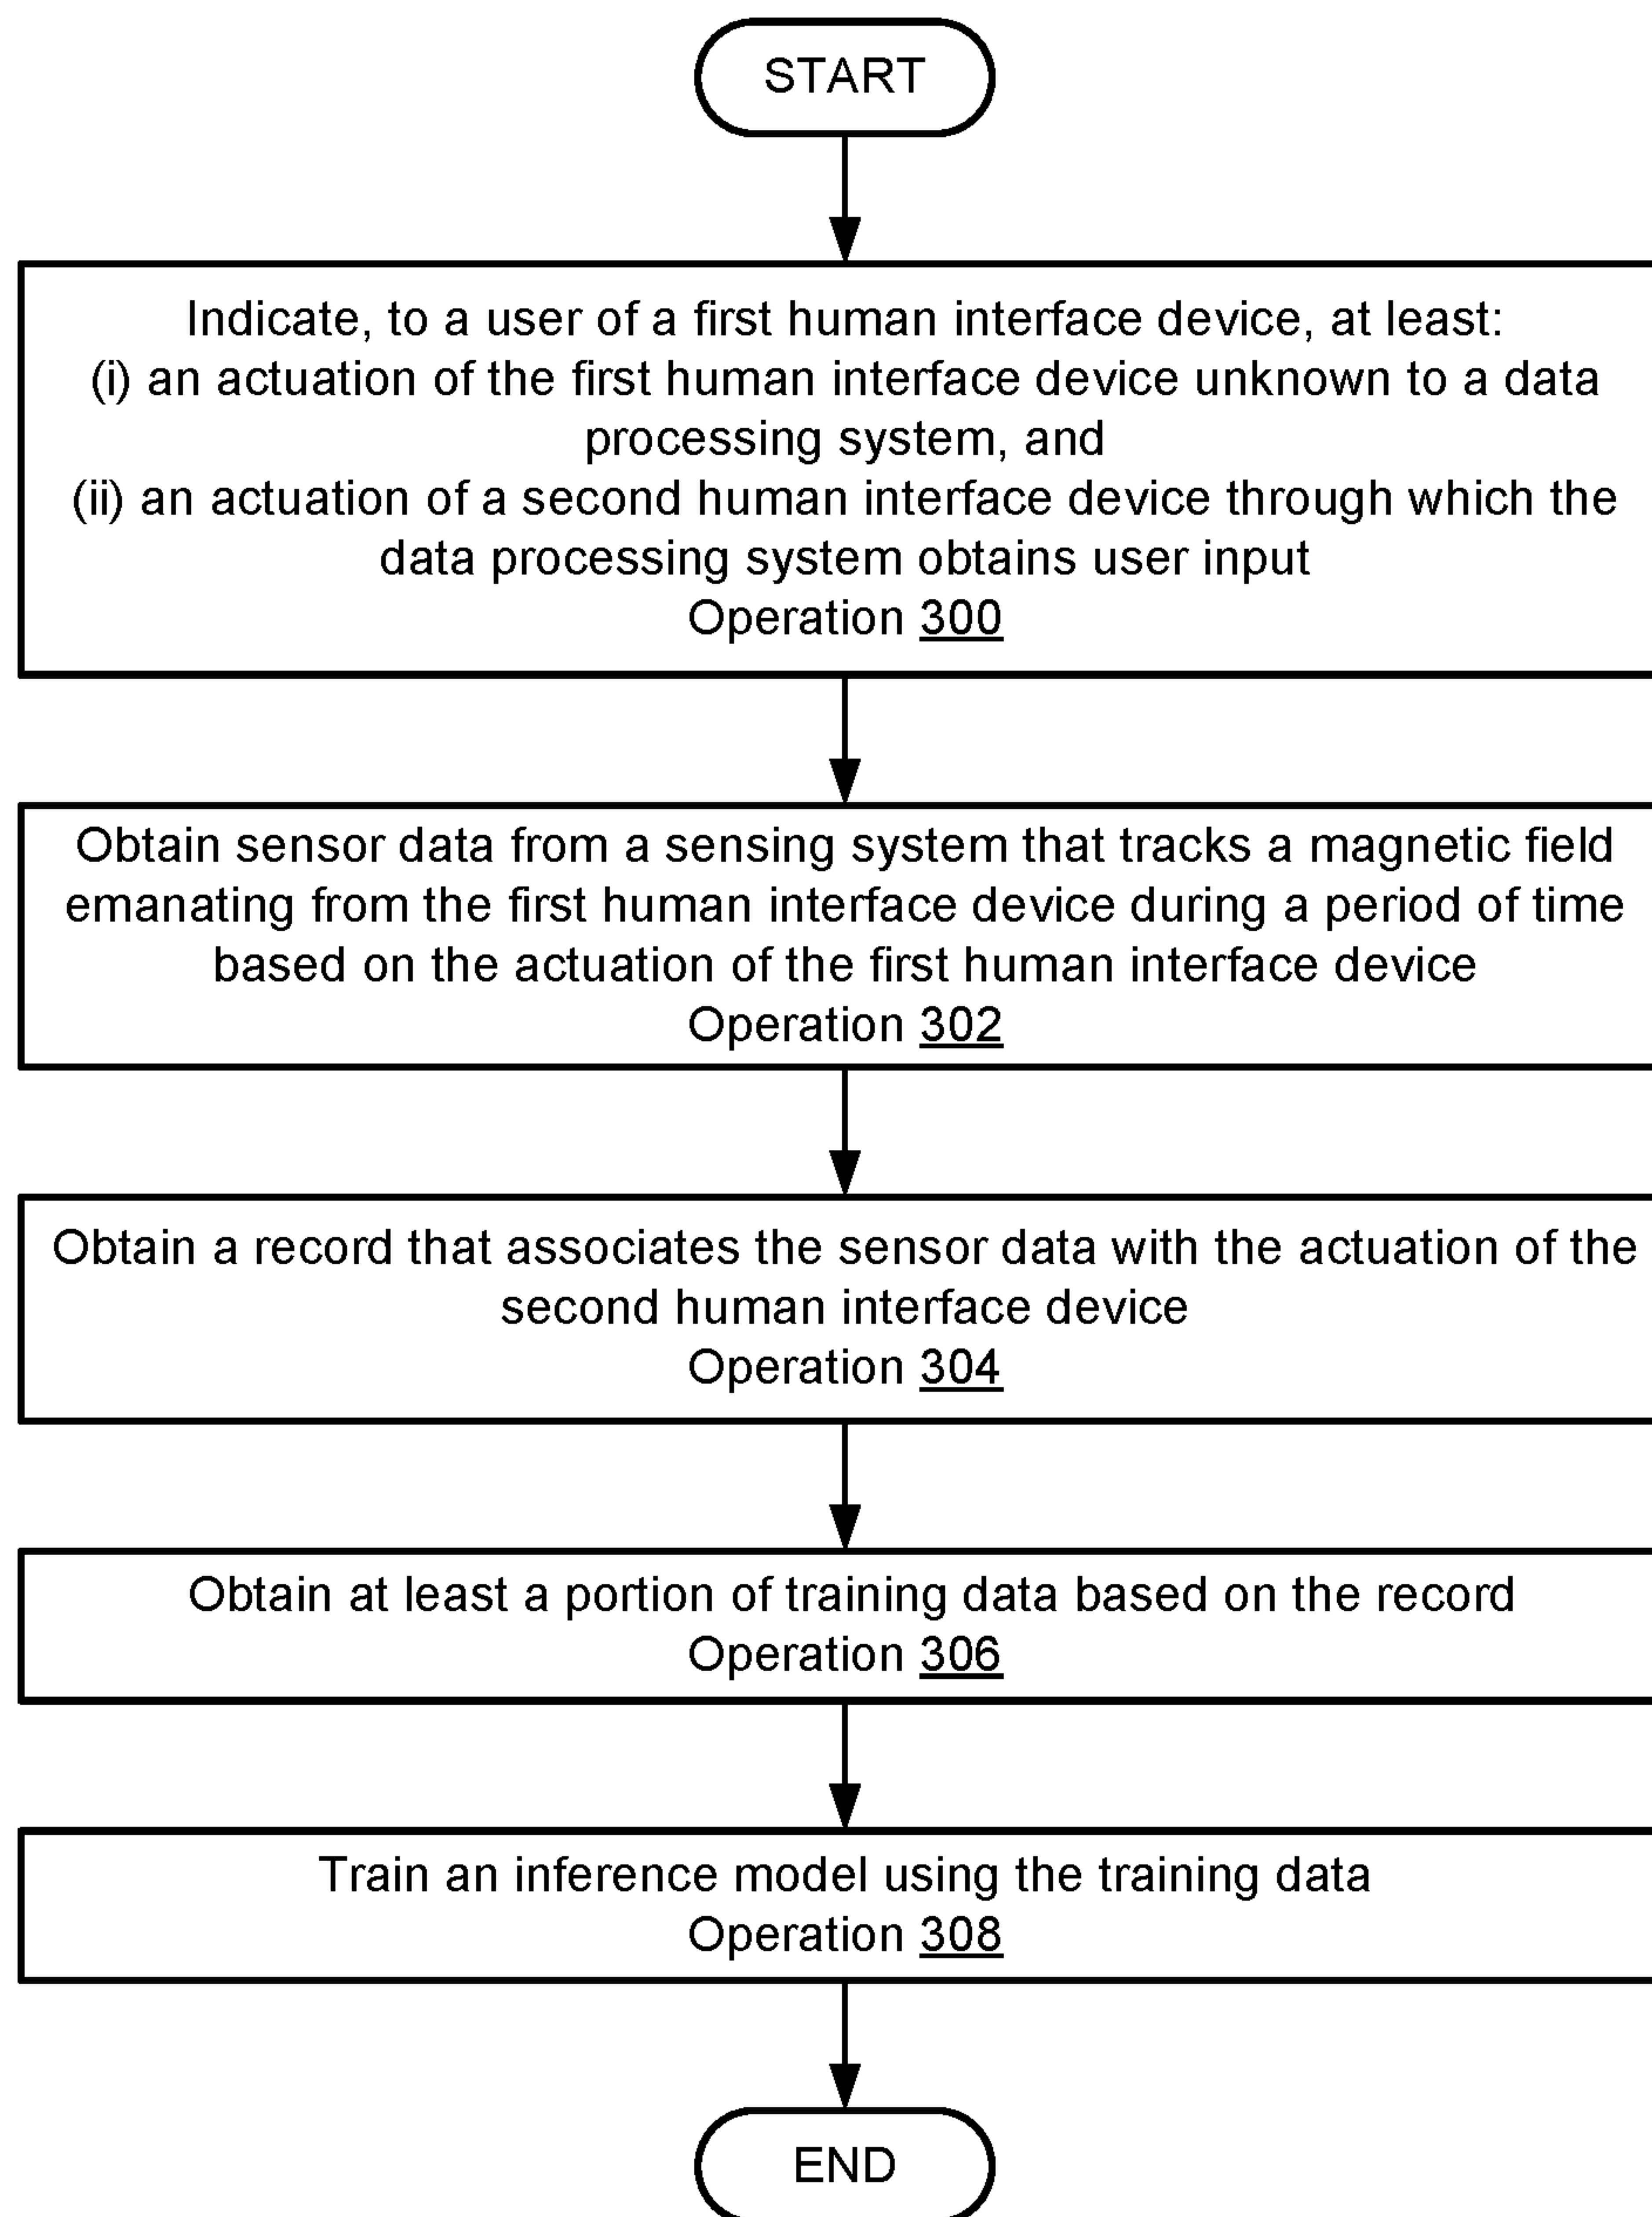 START
Indicate, to a user of a first human interface device, at least:
(i) an actuation of the first human interface device unknown to a data
processing system, and
(ii) an actuation of a second human interface device through which the
data processing system obtains user input
Operation 300
Obtain sensor data from a sensing system that tracks a magnetic field
emanating from the first human interface device during a period of time
based on the actuation of the first human interface device
Operation 302
Obtain a record that associates the sensor data with the actuation of the
second human interface device
Operation 304
Obtain at least a portion of training data based on the record
Operation 306
Train an inference model using the training data
Operation 308
END